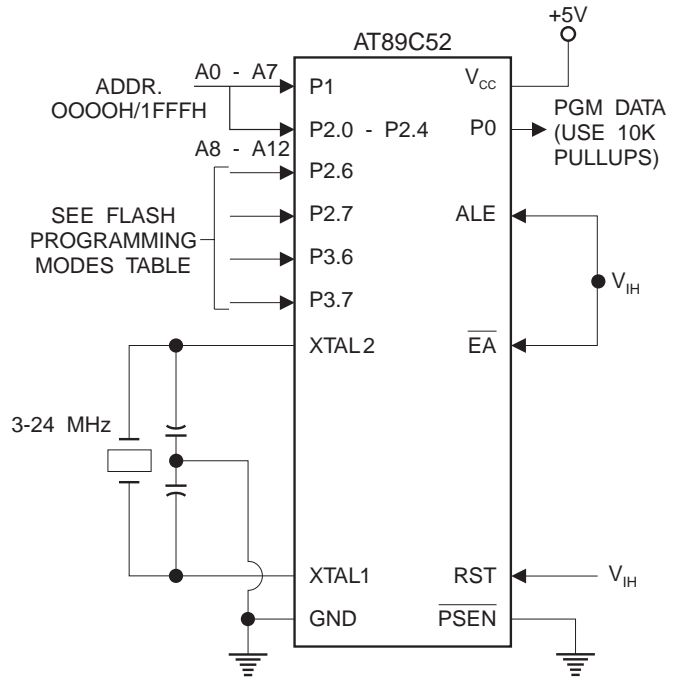 +5V
AT89C52
A0 - A7
P1
VCC
ADDR.
OOOOH/1FFFH
P2.0 - P2.4
P0
PGM DATA
(USE 10K
PULLUPS)
A8 - A12
P2.6
SEE FLASH
PROGRAMMING
MODES TABLE
P2.7
ALE
P3.6
P3.7
VIH
XTAL2
EA
3-24 MHz
XTAL1
RST
VIH
GND
PSEN